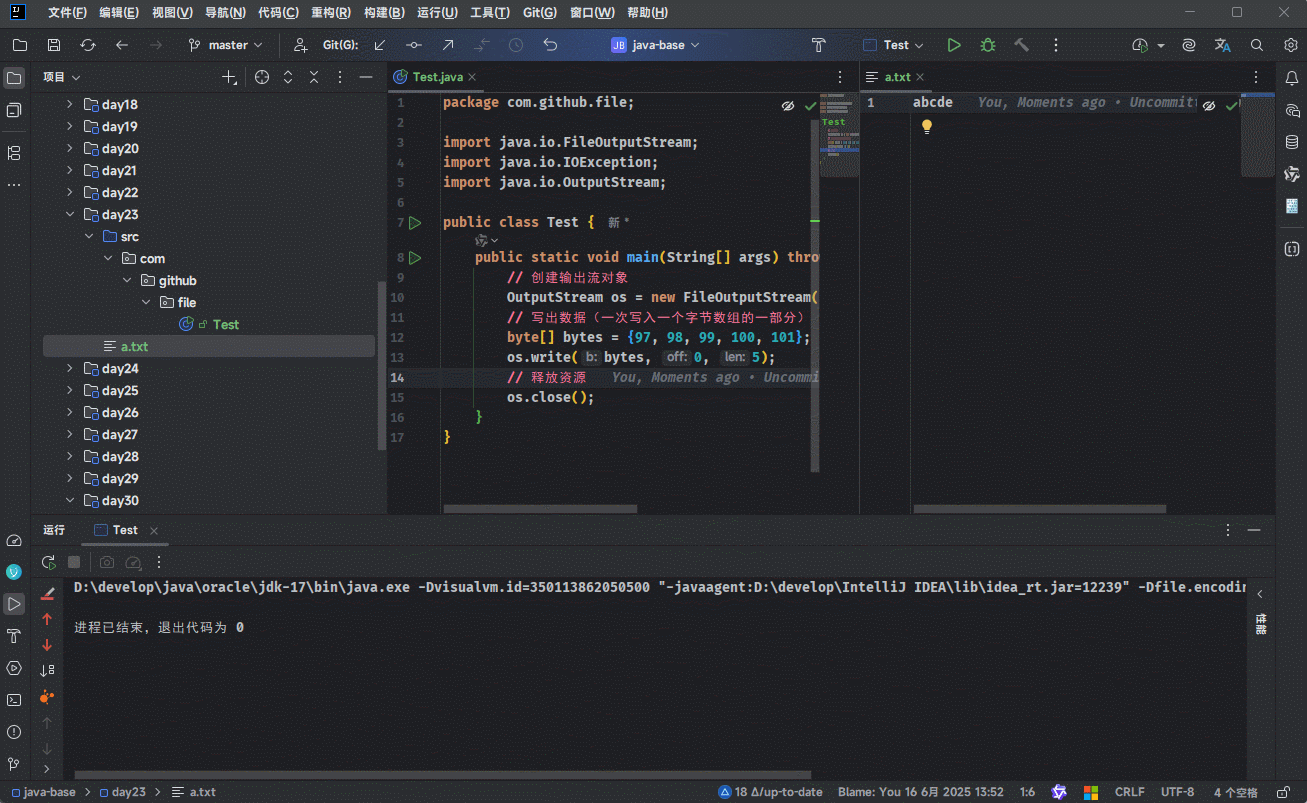 文件(F) 编辑(E) 视图(V) 导航(N) 代码(C) 重构(R) 构建(B) 运行(U) 工具(T) Git(G) 窗口(W) 帮助(H)
master Git(G): JB java-base Test
项目
day18
day19
day20
day21
day22
day23
src
com
github
file
Test
a.txt
day24
day25
day26
day27
day28
day29
day30
Test.java
1 package com.github.file;
2
3 import java.io.FileOutputStream;
4 import java.io.IOException;
5 import java.io.OutputStream;
6
7 public class Test { 新 *
8 public static void main(String[] args) thro
9 // 创建输出流对象
10 OutputStream os = new FileOutputStream(
11 // 写出数据（一次写入一个字节数组的一部分）
12 byte[] bytes = {97, 98, 99, 100, 101};
13 os.write( b: bytes, off: 0, len: 5);
14 // 释放资源 You, Moments ago • Uncommi
15 os.close();
16 }
17 }
Test
a.txt
1 abcde You, Moments ago • Uncommitt
运行 Test
D:\develop\java\oracle\jdk-17\bin\java.exe -Dvisualvm.id=350113862050500 "-javaagent:D:\develop\IntelliJ IDEA\lib\idea_rt.jar=12239" -Dfile.encodin
进程已结束，退出代码为 0
性能
java-base > day23 > a.txt 18 Δ/up-to-date Blame: You 16 6月 2025 13:52 1:6 CRLF UTF-8 4 个空格